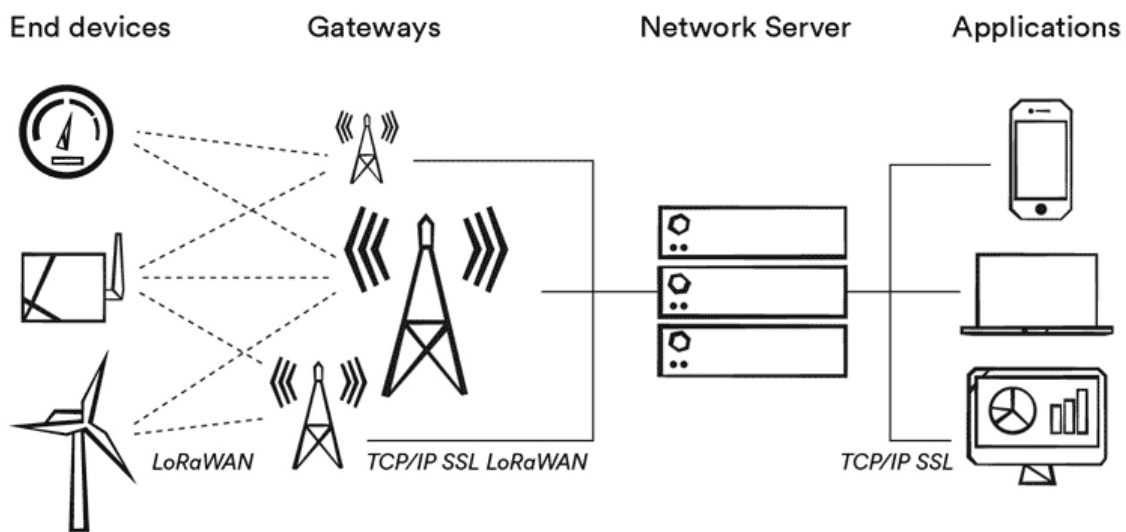 End devices
Gateways
Network Server
Applications
LoRaWAN
TCP/IP SSL LoRaWAN
TCP/IP SSL